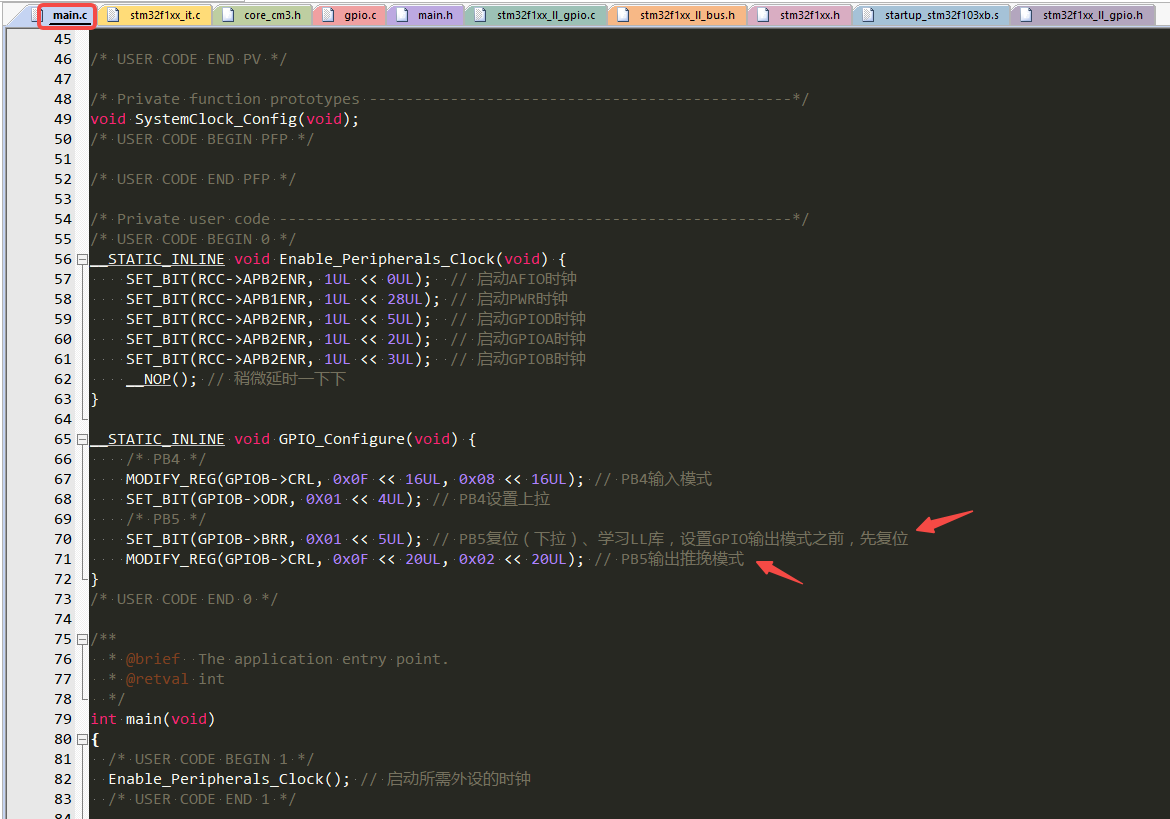 main.c stm32f1xx_it.c core_cm3.h gpio.c main.h stm32f1xx_ll_gpio.c stm32f1xx_ll_bus.h stm32f1xx.h startup_stm32f103xb.s stm32f1xx_ll_gpio.h
45
46 /* USER CODE END PV */
47
48 /* Private function prototypes -----------------------------------------------*/
49 void SystemClock_Config(void);
50 /* USER CODE BEGIN PFP */
51
52 /* USER CODE END PFP */
53
54 /* Private user code ---------------------------------------------------------*/
55 /* USER CODE BEGIN 0 */
56 __STATIC_INLINE void Enable_Peripherals_Clock(void) {
57     SET_BIT(RCC->APB2ENR, 1UL << 0UL);  // 启动AFIO时钟
58     SET_BIT(RCC->APB1ENR, 1UL << 28UL); // 启动PWR时钟
59     SET_BIT(RCC->APB2ENR, 1UL << 5UL);  // 启动GPIOD时钟
60     SET_BIT(RCC->APB2ENR, 1UL << 2UL);  // 启动GPIOA时钟
61     SET_BIT(RCC->APB2ENR, 1UL << 3UL);  // 启动GPIOB时钟
62     __NOP(); // 稍微延时一下下
63 }
64
65 __STATIC_INLINE void GPIO_Configure(void) {
66     /* PB4 */
67     MODIFY_REG(GPIOB->CRL, 0x0F << 16UL, 0x08 << 16UL); // PB4输入模式
68     SET_BIT(GPIOB->ODR, 0X01 << 4UL); // PB4设置上拉
69     /* PB5 */
70     SET_BIT(GPIOB->BRR, 0X01 << 5UL); // PB5复位（下拉）、学习LL库，设置GPIO输出模式之前，先复位
71     MODIFY_REG(GPIOB->CRL, 0x0F << 20UL, 0x02 << 20UL); // PB5输出推挽模式
72 }
73 /* USER CODE END 0 */
74
75 /**
76   * @brief  The application entry point.
77   * @retval int
78   */
79 int main(void)
80 {
81   /* USER CODE BEGIN 1 */
82   Enable_Peripherals_Clock(); // 启动所需外设的时钟
83   /* USER CODE END 1 */
84